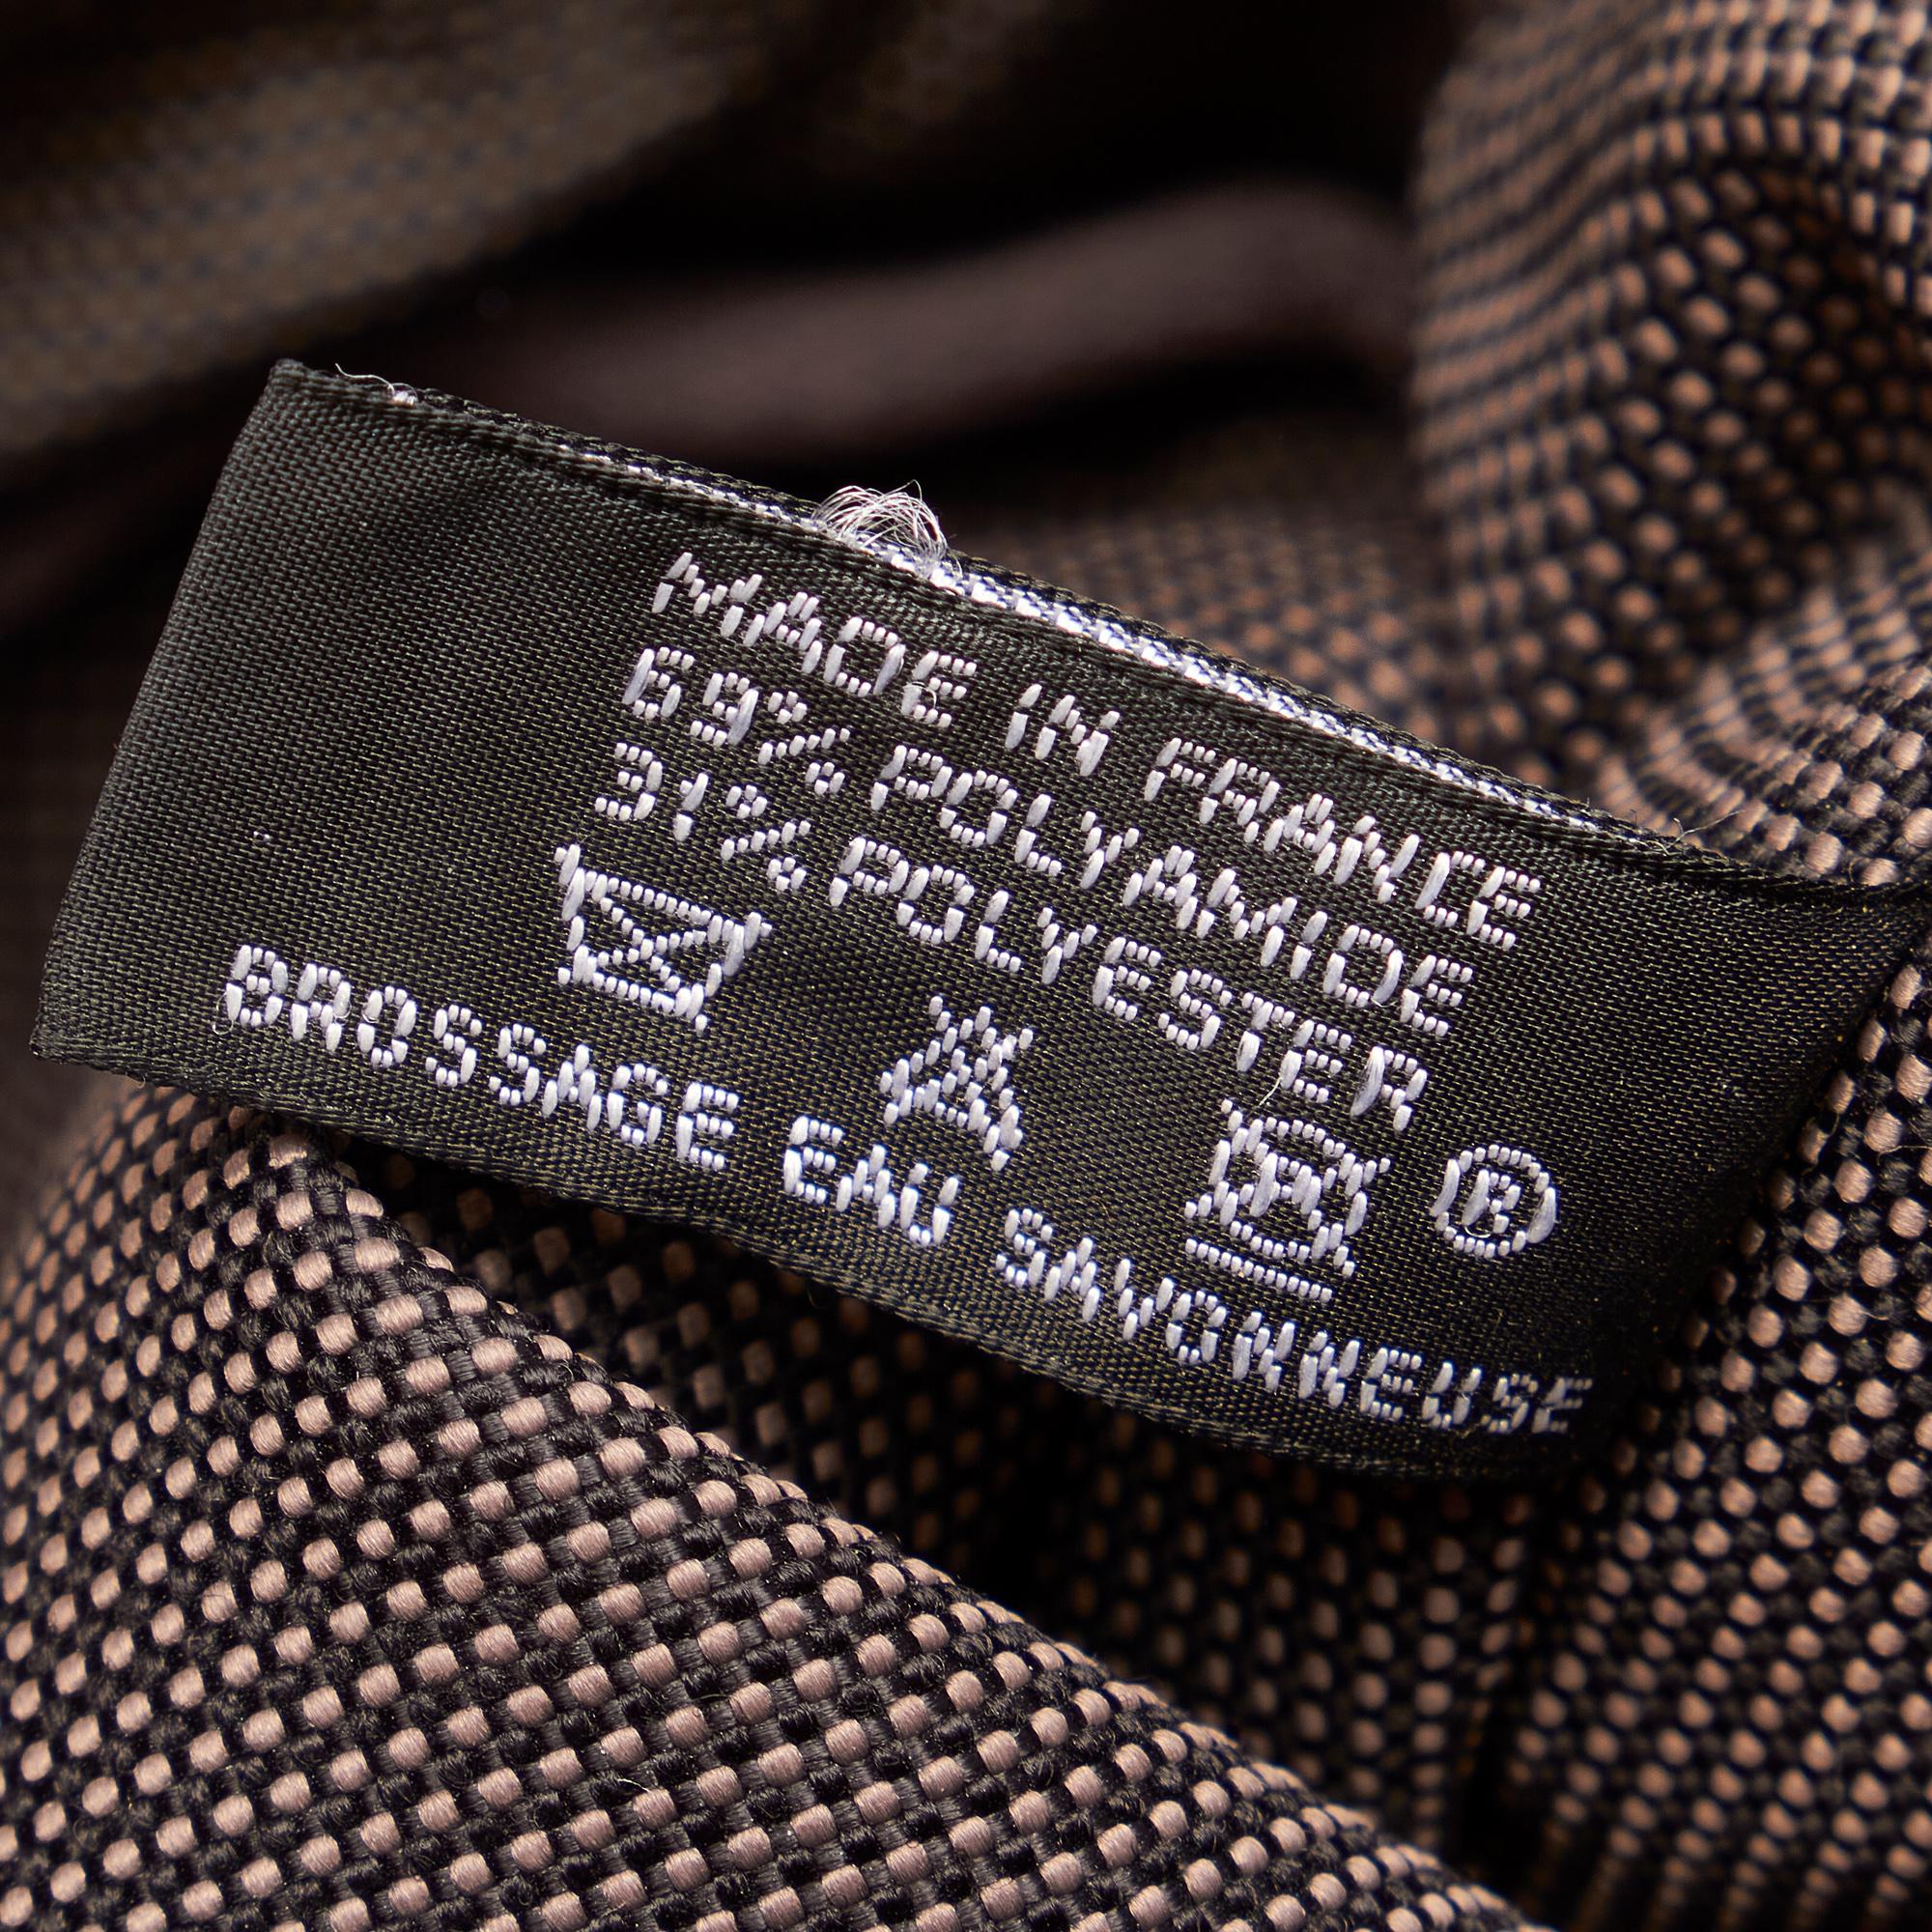 MADE IN FRANCE
69% POLYAMIDE
31% POLYESTER
®
BROSSAGE EAU SAVONNEUSE